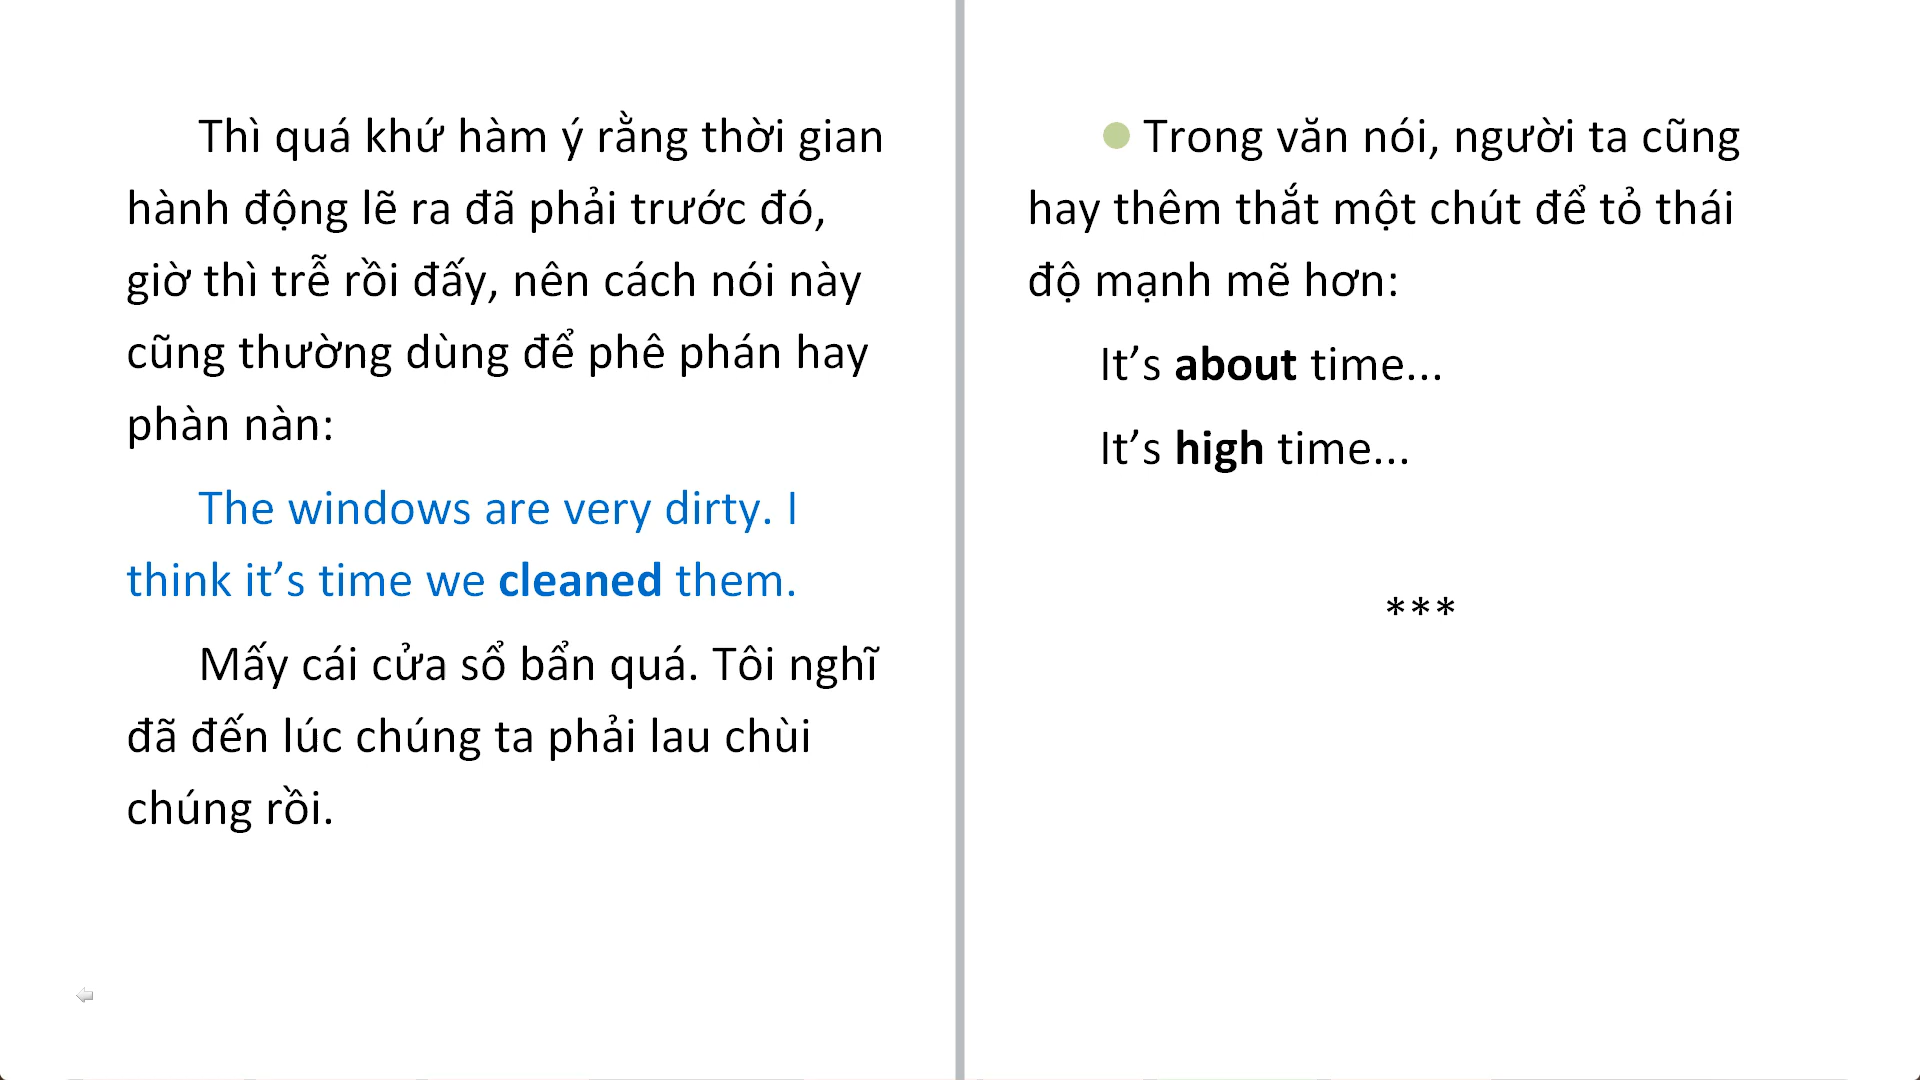 Thì quá khứ hàm ý rằng thời gian
hành động lẽ ra đã phải trước đó,
giờ thì trễ rồi đấy, nên cách nói này
cũng thường dùng để phê phán hay
phàn nàn:
The windows are very dirty. I
think it’s time we cleaned them.
Mấy cái cửa sổ bẩn quá. Tôi nghĩ
đã đến lúc chúng ta phải lau chùi
chúng rồi.
Trong văn nói, người ta cũng
hay thêm thắt một chút để tỏ thái
độ mạnh mẽ hơn:
It’s about time...
It’s high time...
***